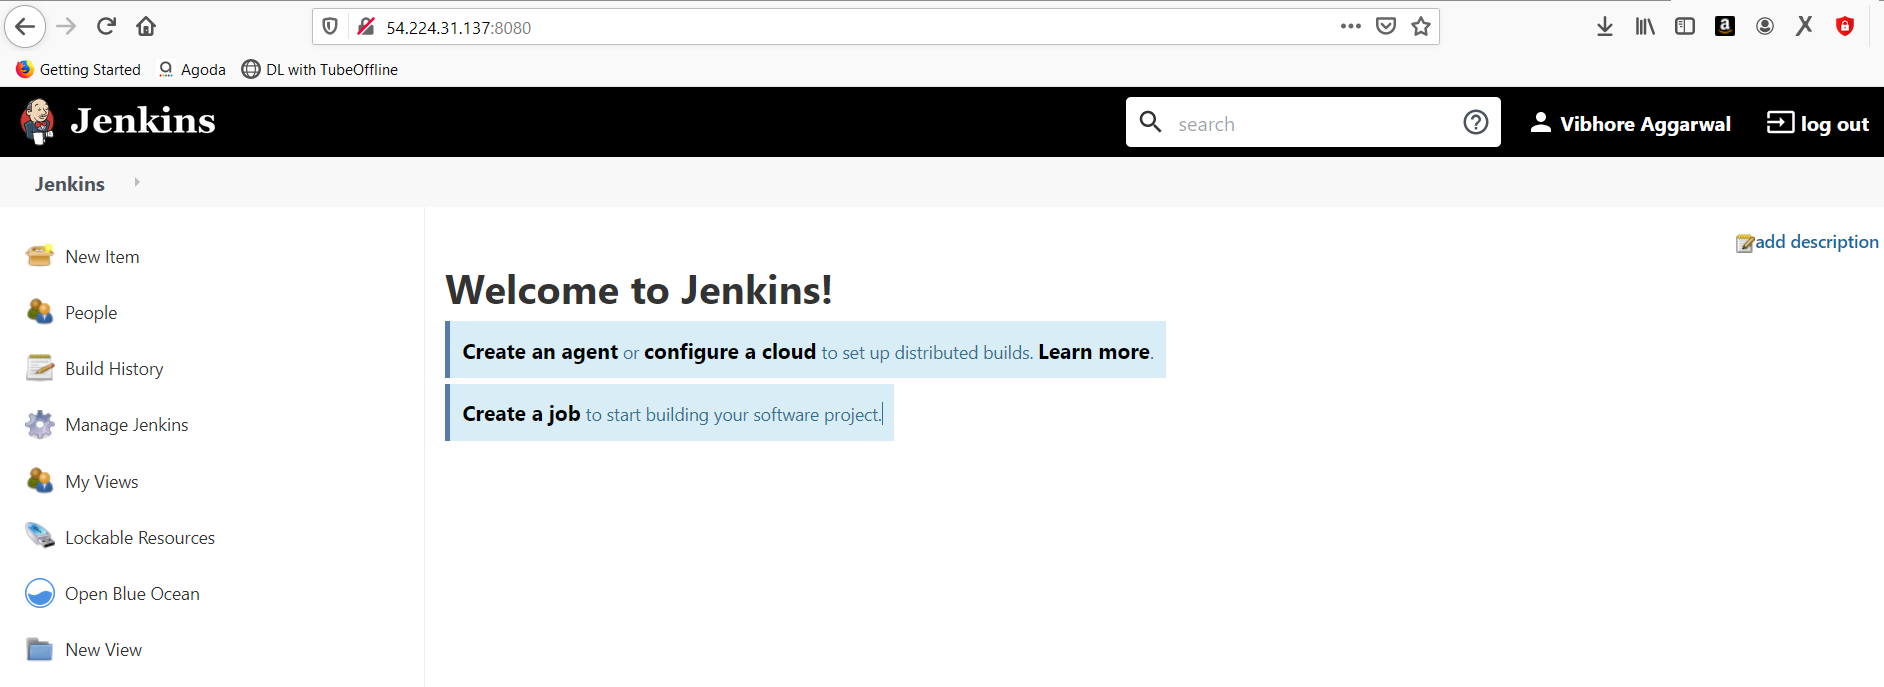 54.224.31.137:8080
Getting Started Agoda DL with TubeOffline
Jenkins search Vibhore Aggarwal log out
Jenkins
add description
New Item
People
Build History
Manage Jenkins
My Views
Lockable Resources
Open Blue Ocean
New View
Welcome to Jenkins!
Create an agent or configure a cloud to set up distributed builds. Learn more.
Create a job to start building your software project.